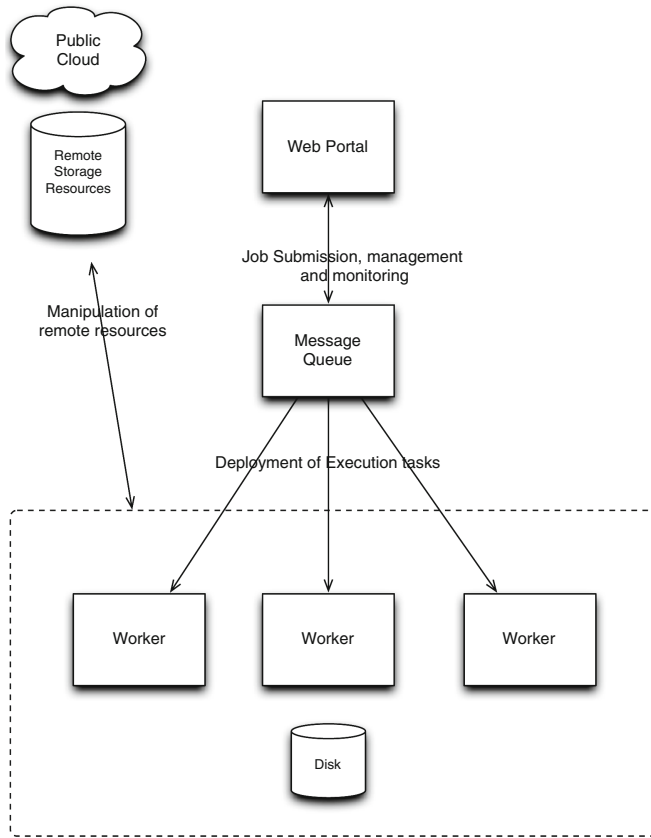 Public
Cloud
Remote
Storage
Resources
Web Portal
Job Submission, management
and monitoring
Manipulation of
remote resources
Message
Queue
Deployment of Execution tasks
Worker
Worker
Worker
Disk